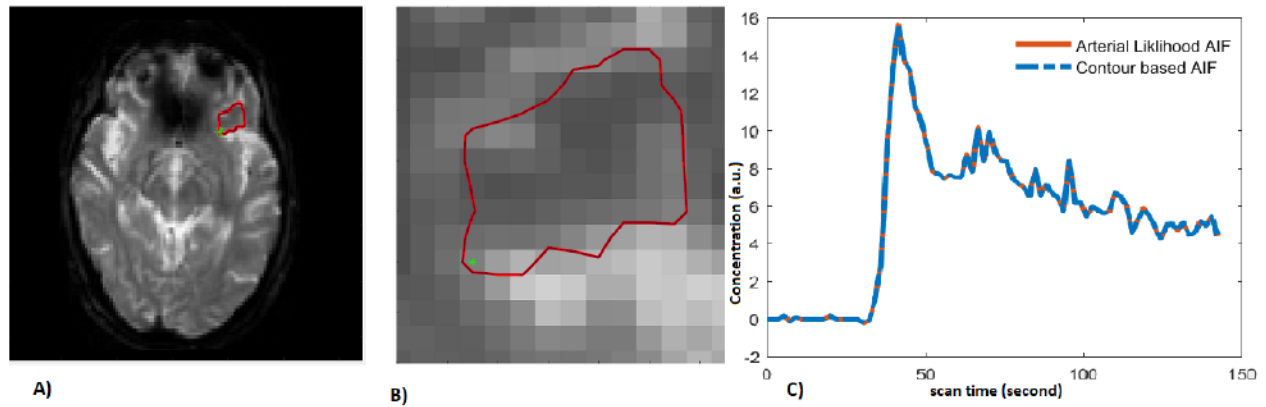 A)
B)
16
14
12
10
8
6
4
2
0
-2
Concentration (a.u.)
Arterial Liklihood AIF
Contour based AIF
0
50
100
150
scan time (second)
C)